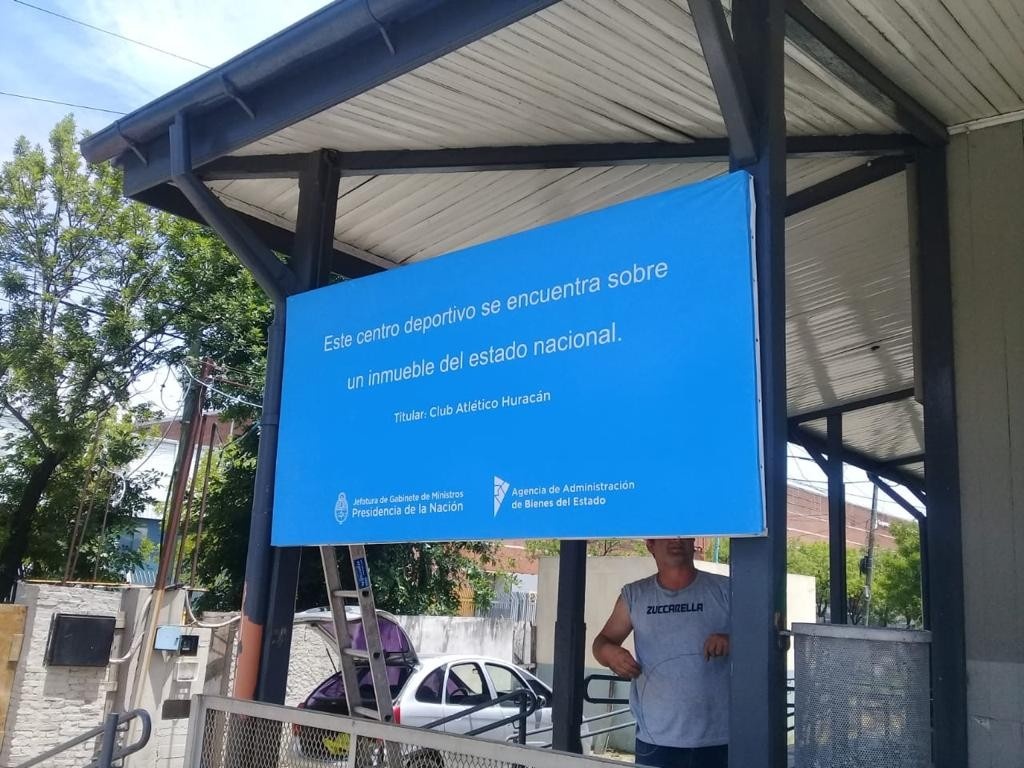 Este centro deportivo se encuentra sobre
un inmueble del estado nacional.
Titular: Club Atlético Huracán
Jefatura de Gabinete de Ministros
Presidencia de la Nación
Agencia de Administración
de Bienes del Estado
ZUCCARELLA